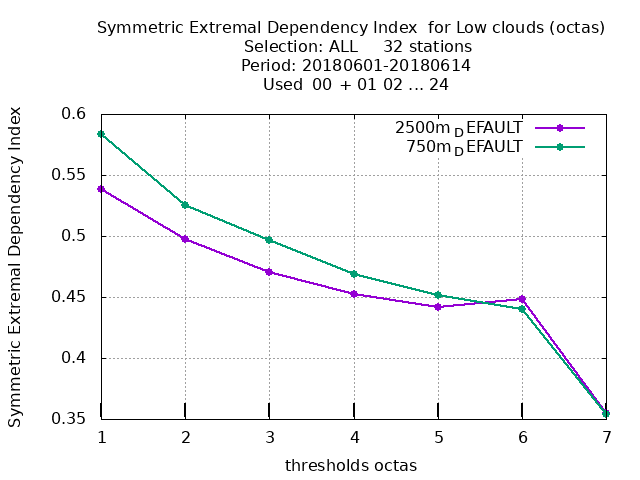 Symmetric Extremal Dependency Index  for Low clouds (octas)
Selection: ALL     32 stations
Period: 20180601-20180614
Used  00 + 01 02 ... 24
Symmetric Extremal Dependency Index
0.6
0.55
0.5
0.45
0.4
0.35
2500m_DEFAULT
750m_DEFAULT
1 2 3 4 5 6 7
thresholds octas